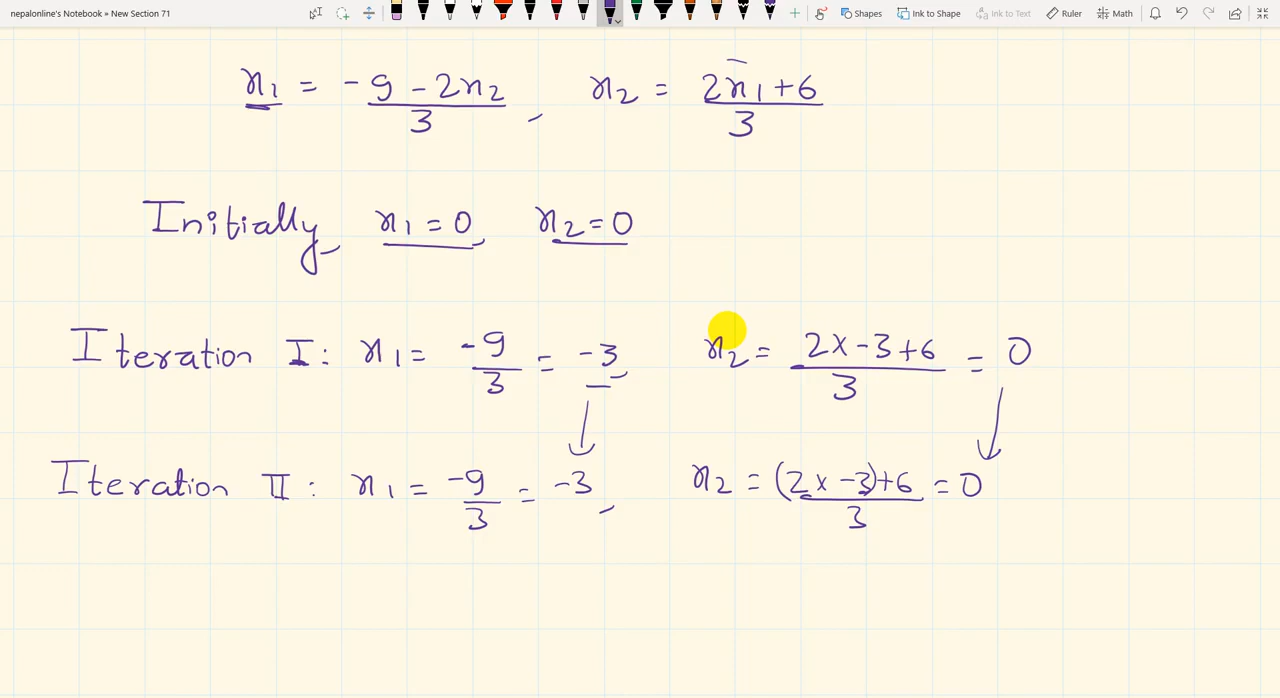 nepalonline's Notebook » New Section 71 Shapes Ink to Shape Ink to Text Ruler Math
x₁ = (-9 - 2x₂)/3, x₂ = (2x₁ + 6)/3
Initially, x₁ = 0, x₂ = 0
Iteration I: x₁ = -9/3 = -3, x₂ = (2x -3+6)/3 = 0
Iteration II: x₁ = -9/3 = -3, x₂ = ((2x -3)+6)/3 = 0